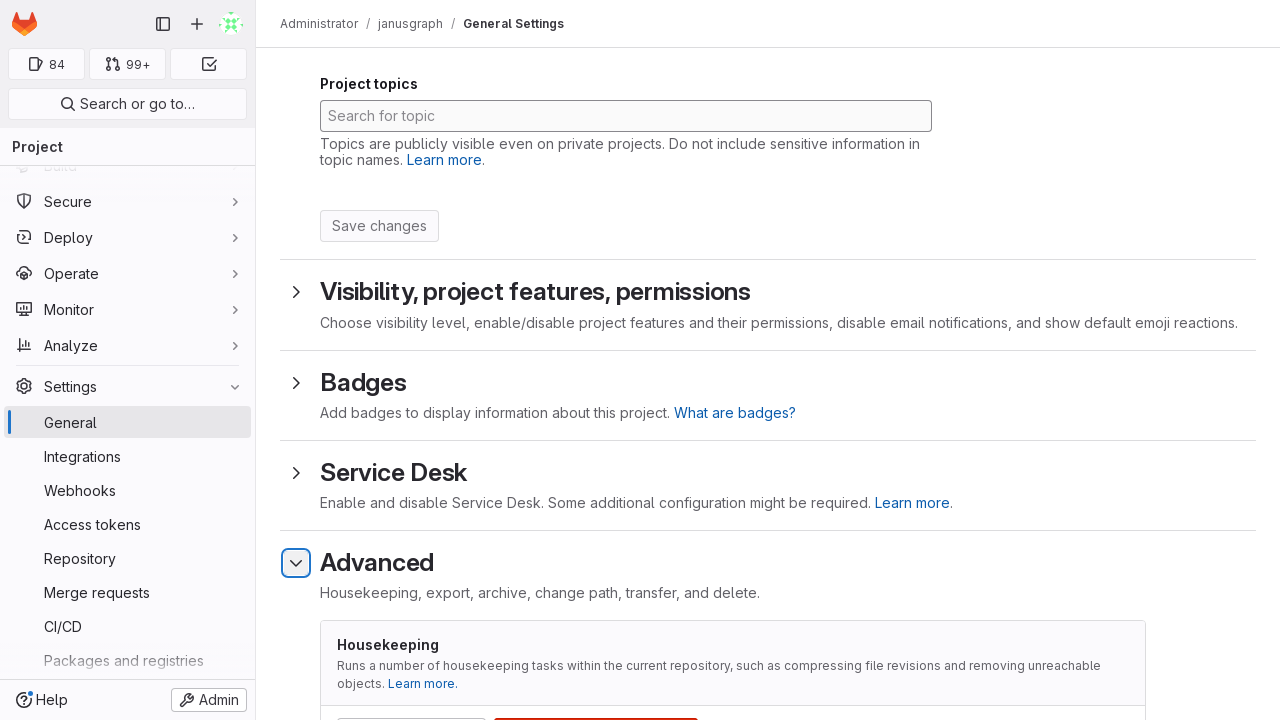 84
99+
Search or go to…
Project
Build
Secure
Deploy
Operate
Monitor
Analyze
Settings
General
Integrations
Webhooks
Access tokens
Repository
Merge requests
CI/CD
Packages and registries
Help
Admin
Administrator / janusgraph / General Settings
Project topics
Search for topic
Topics are publicly visible even on private projects. Do not include sensitive information in
topic names. Learn more.
Save changes
Visibility, project features, permissions
Choose visibility level, enable/disable project features and their permissions, disable email notifications, and show default emoji reactions.
Badges
Add badges to display information about this project. What are badges?
Service Desk
Enable and disable Service Desk. Some additional configuration might be required. Learn more.
Advanced
Housekeeping, export, archive, change path, transfer, and delete.
Housekeeping
Runs a number of housekeeping tasks within the current repository, such as compressing file revisions and removing unreachable
objects. Learn more.